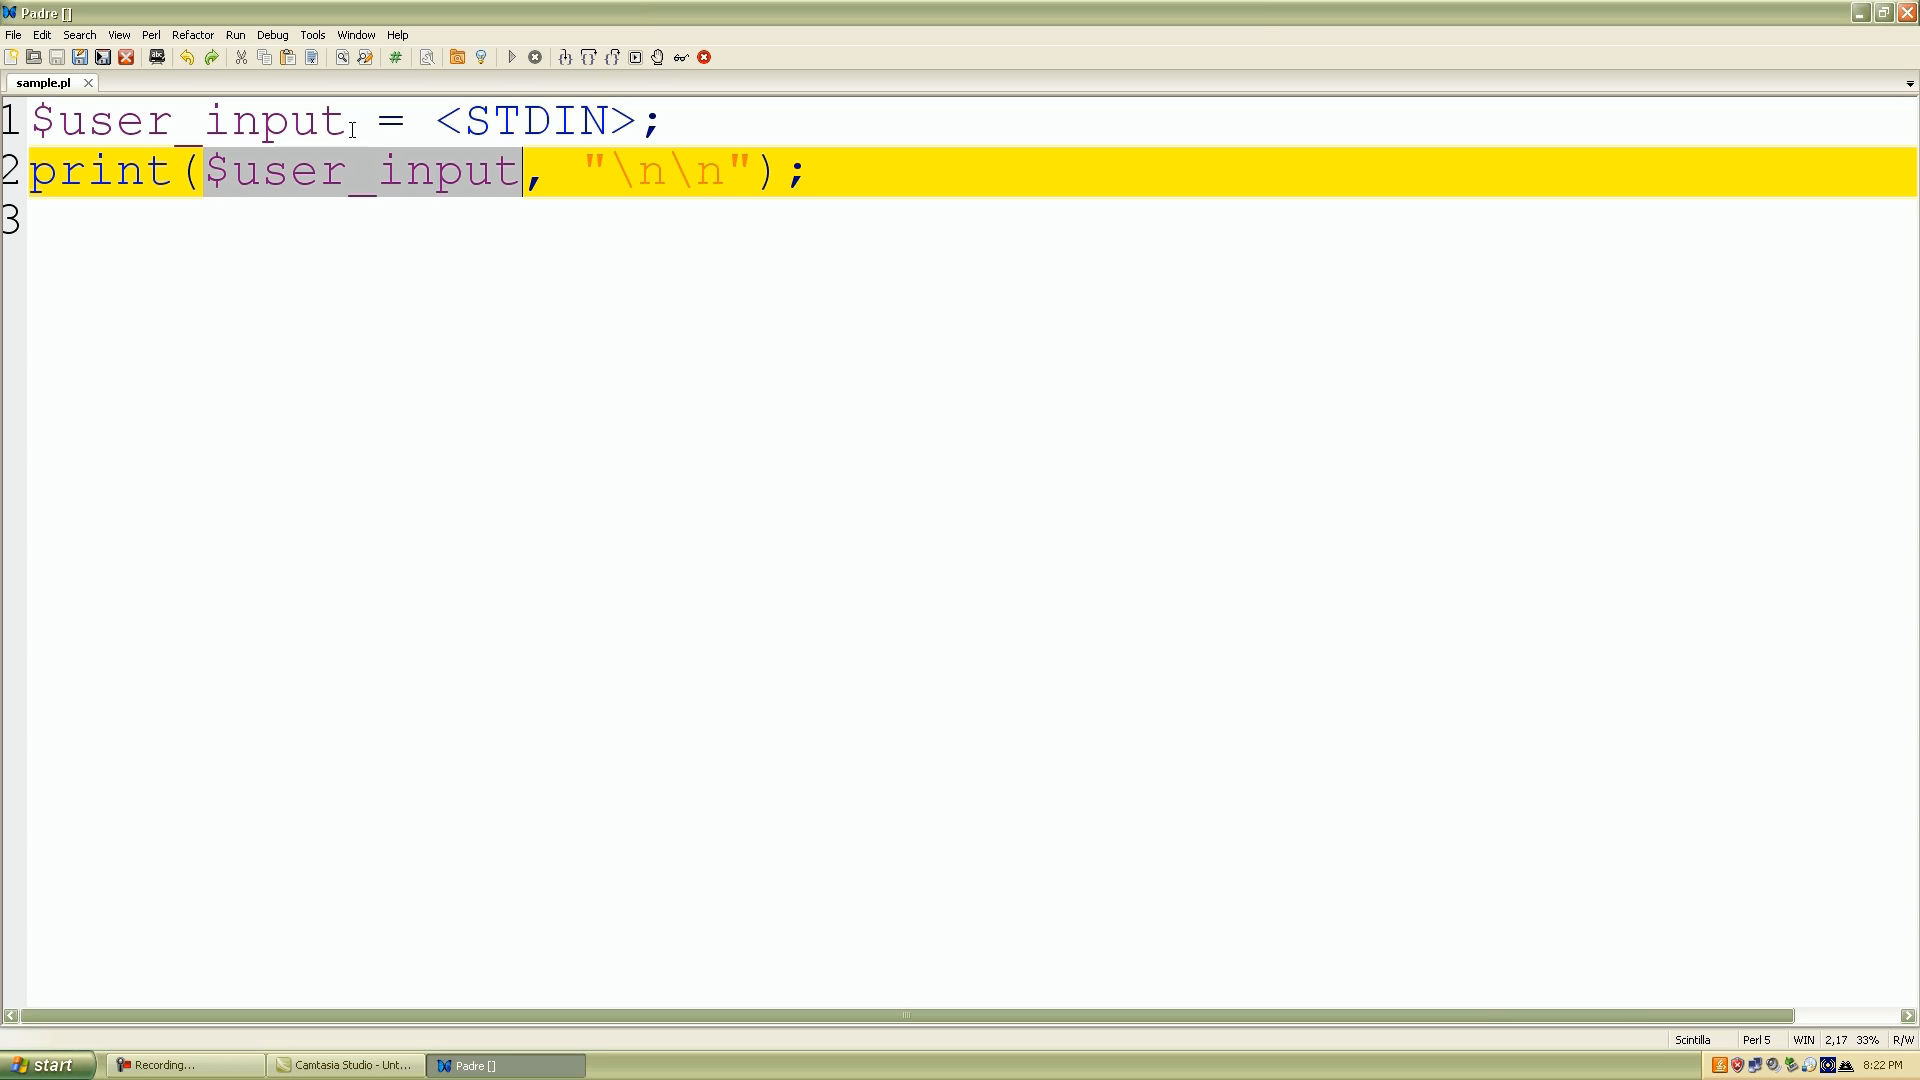 Padre []
File Edit Search View Perl Refactor Run Debug Tools Window Help
sample.pl
1 $user_input = <STDIN>;
2 print($user_input, "\n\n");
3
Scintilla Perl 5 WIN 2,17 33% R/W
start Recording... Camtasia Studio - Unt... Padre [] 8:22 PM